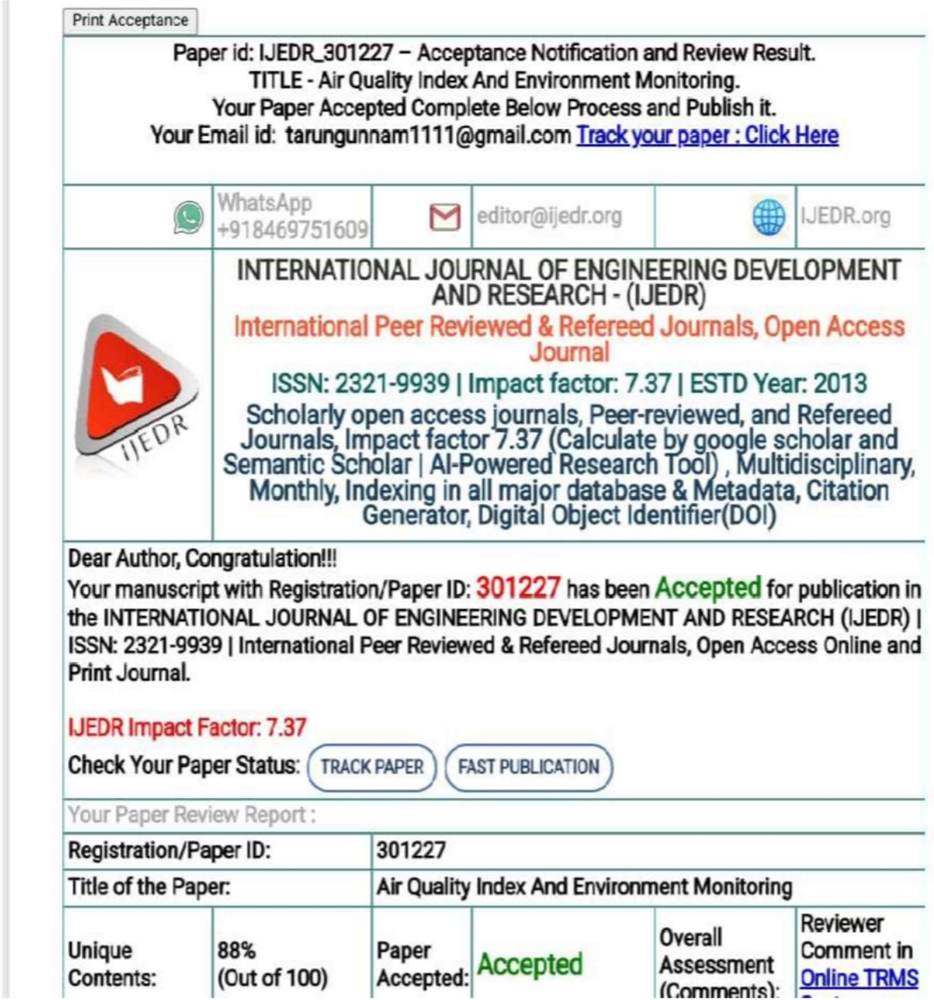 Print Acceptance
Paper id: IJEDR_301227 – Acceptance Notification and Review Result.
TITLE - Air Quality Index And Environment Monitoring.
Your Paper Accepted Complete Below Process and Publish it.
Your Email id: tarungunnam1111@gmail.com Track your paper : Click Here
WhatsApp
+918469751609
editor@ijedr.org
IJEDR.org
INTERNATIONAL JOURNAL OF ENGINEERING DEVELOPMENT
AND RESEARCH - (IJEDR)
International Peer Reviewed & Refereed Journals, Open Access
Journal
ISSN: 2321-9939 | Impact factor: 7.37 | ESTD Year: 2013
Scholarly open access journals, Peer-reviewed, and Refereed
Journals, Impact factor 7.37 (Calculate by google scholar and
Semantic Scholar | AI-Powered Research Tool) , Multidisciplinary,
Monthly, Indexing in all major database & Metadata, Citation
Generator, Digital Object Identifier(DOI)
IJEDR
Dear Author, Congratulation!!!
Your manuscript with Registration/Paper ID: 301227 has been Accepted for publication in
the INTERNATIONAL JOURNAL OF ENGINEERING DEVELOPMENT AND RESEARCH (IJEDR) |
ISSN: 2321-9939 | International Peer Reviewed & Refereed Journals, Open Access Online and
Print Journal.
IJEDR Impact Factor: 7.37
Check Your Paper Status: TRACK PAPER FAST PUBLICATION
Your Paper Review Report :
Registration/Paper ID: 301227
Title of the Paper: Air Quality Index And Environment Monitoring
Unique
Contents:
88%
(Out of 100)
Paper
Accepted:
Accepted
Overall
Assessment
(Comments):
Reviewer
Comment in
Online TRMS